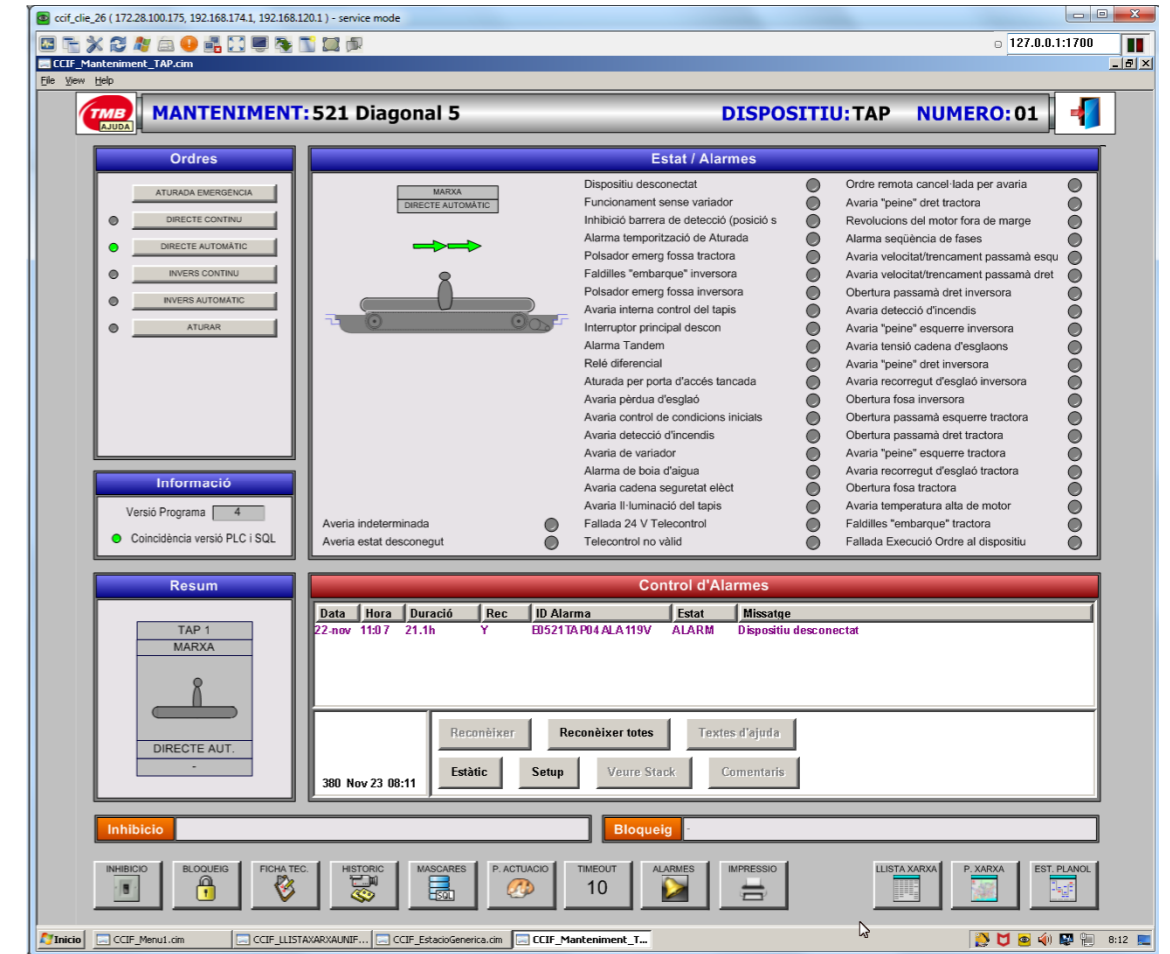 ccif_clie_26 ( 172.28.100.175, 192.168.174.1, 192.168.120.1 ) - service mode
127.0.0.1:1700
CCIF_Manteniment_TAP.cim
File View Help
TMB
AJUDA
MANTENIMENT: 521 Diagonal 5 DISPOSITIU: TAP NUMERO: 01
Ordres
ATURADA EMERGENCIA
DIRECTE CONTINU
DIRECTE AUTOMÀTIC
INVERS CONTINU
INVERS AUTOMÀTIC
ATURAR
Informació
Versió Programa 4
Coincidència versió PLC i SQL
Estat / Alarmes
MARXA
DIRECTE AUTOMÀTIC
Averia indeterminada
Averia estat desconegut
Dispositiu desconectat
Funcionament sense variador
Inhibició barrera de detecció (posició s
Alarma temporització de Aturada
Polsador emerg fossa tractora
Faldilles "embarque" inversora
Polsador emerg fossa inversora
Avaria interna control del tapis
Interruptor principal descon
Alarma Tandem
Relé diferencial
Aturada per porta d'accés tancada
Avaria pèrdua d'esglaó
Avaria control de condicions inicials
Avaria detecció d'incendis
Avaria de variador
Alarma de boia d'aigua
Avaria cadena seguretat elèct
Avaria Il·luminació del tapis
Fallada 24 V Telecontrol
Telecontrol no vàlid
Ordre remota cancel·lada per avaria
Avaria "peine" dret tractora
Revolucions del motor fora de marge
Alarma seqüència de fases
Avaria velocitat/trencament passamà esqu
Avaria velocitat/trencament passamà dret
Obertura passamà dret inversora
Avaria detecció d'incendis
Avaria "peine" esquerre inversora
Avaria tensió cadena d'esglaons
Avaria "peine" dret inversora
Avaria recorregut d'esglaó inversora
Obertura fosa inversora
Obertura passamà esquerre tractora
Obertura passamà dret tractora
Avaria "peine" esquerre tractora
Avaria recorregut d'esglaó tractora
Obertura fosa tractora
Avaria temperatura alta de motor
Faldilles "embarque" tractora
Fallada Execució Ordre al dispositiu
Resum
TAP 1
MARXA
DIRECTE AUT.
-
Control d'Alarmes
Data Hora Duració Rec ID Alarma Estat Missatge
22-nov 11:07 21.1h Y E0521TAP04ALA119V ALARM Dispositiu desconectat
Reconèixer Reconèixer totes Textes d'ajuda
380 Nov 23 08:11 Estàtic Setup Veure Stack Comentaris
Inhibicio Bloqueig -
INHIBICIO BLOQUEIG FICHA TEC. HISTORIC MASCARES P. ACTUACIO TIMEOUT ALARMES IMPRESSIO LLISTA XARXA P. XARXA EST. PLANOL
SQL 10
Inicio CCIF_Menu1.cim CCIF_LLISTAXARXAUNIF... CCIF_EstacioGenerica.cim CCIF_Manteniment_T... 8:12